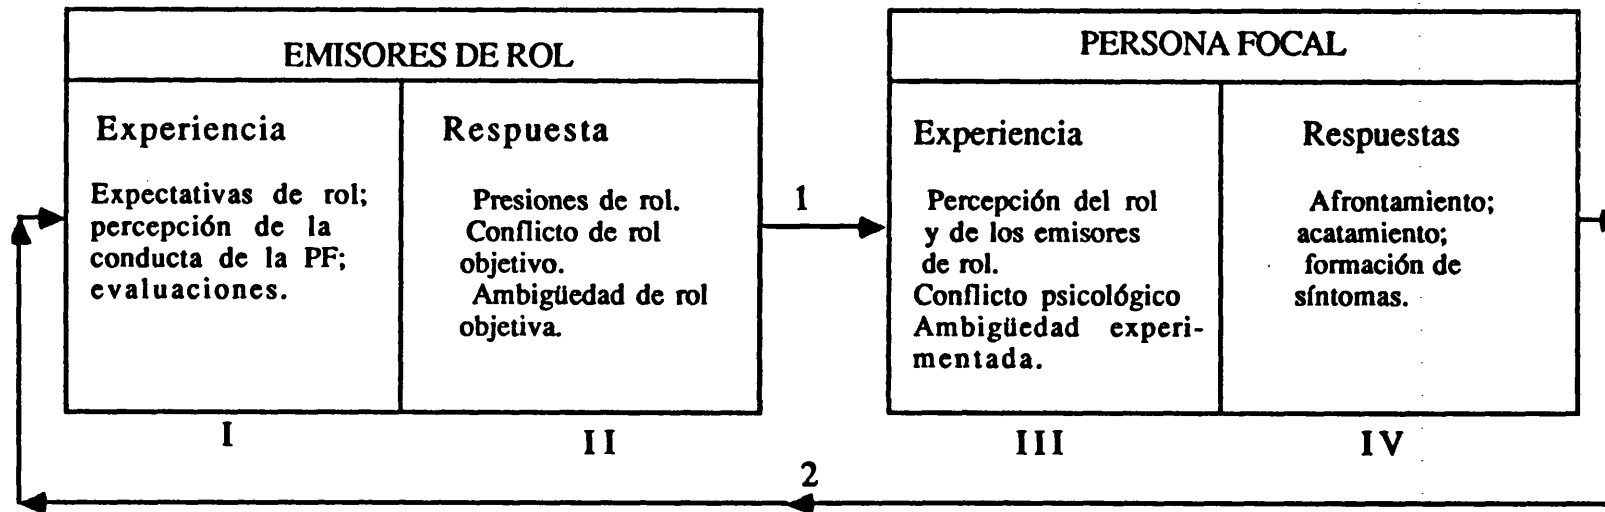 EMISORES DE ROL
Experiencia
Expectativas de rol;
percepción de la
conducta de la PF;
evaluaciones.
Respuesta
Presiones de rol.
Conflicto de rol
objetivo.
Ambigüedad de rol
objetiva.
I
II
1
PERSONA FOCAL
Experiencia
Percepción del rol
y de los emisores
de rol.
Conflicto psicológico
Ambigüedad experi-
mentada.
Respuestas
Afrontamiento;
acatamiento;
formación de
síntomas.
III
IV
2